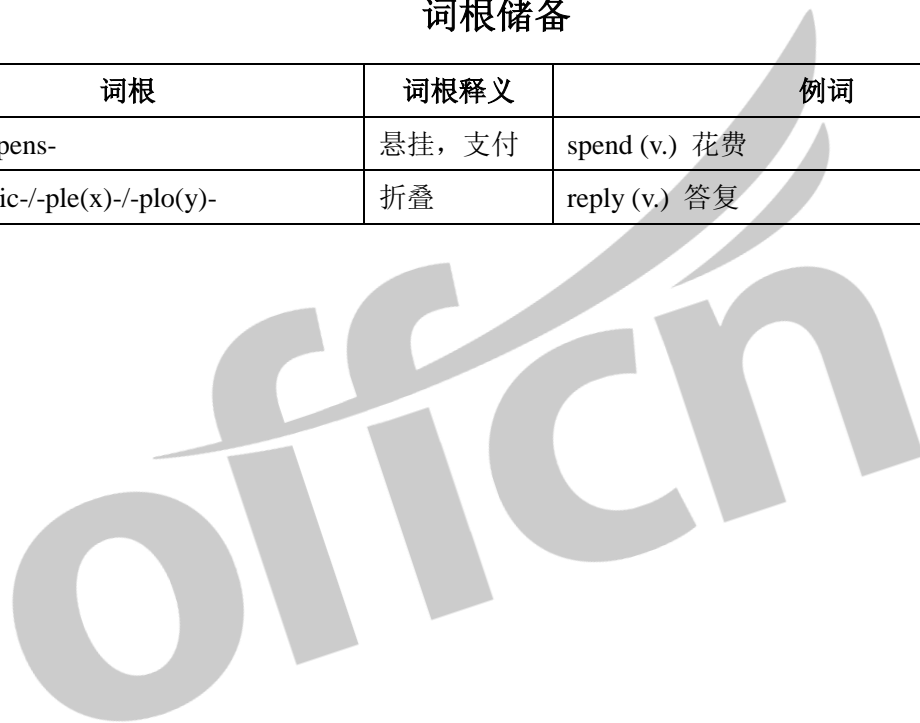 词根储备
词根 词根释义 例词
pens- 悬挂，支付 spend (v.) 花费
ic-/-ple(x)-/-plo(y)- 折叠 reply (v.) 答复
offcn